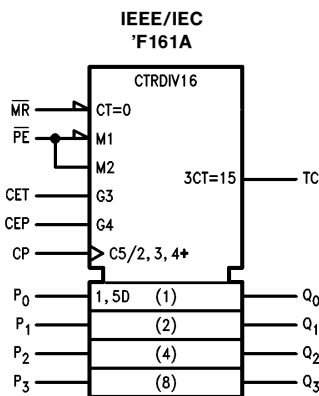 IEEE/IEC
'F161A
CTRDIV16
MR CT=0
PE M1
M2
3CT=15 TC
CET G3
CEP G4
CP C5/2,3,4+
P0 1,5D (1) Q0
P1 (2) Q1
P2 (4) Q2
P3 (8) Q3